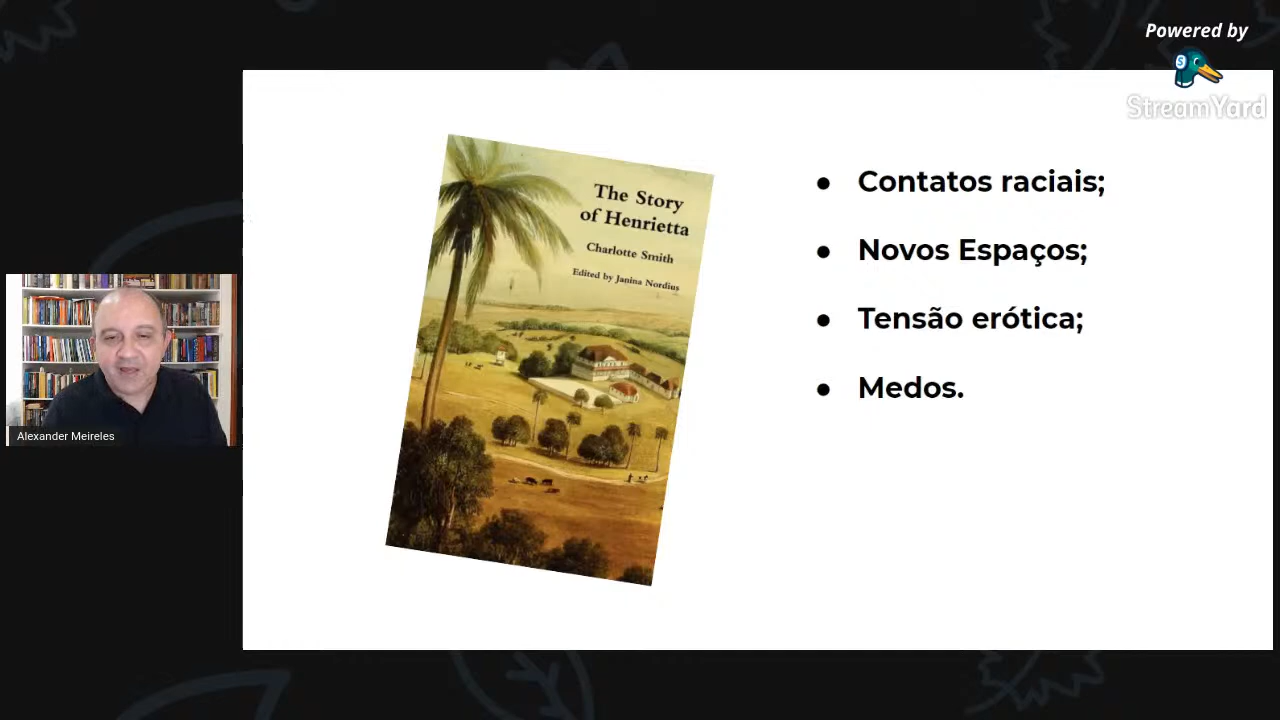 Powered by
StreamYard
The Story
of Henrietta
Charlotte Smith
Edited by Janina Nordius
● Contatos raciais;
● Novos Espaços;
● Tensão erótica;
● Medos.
Alexander Meireles